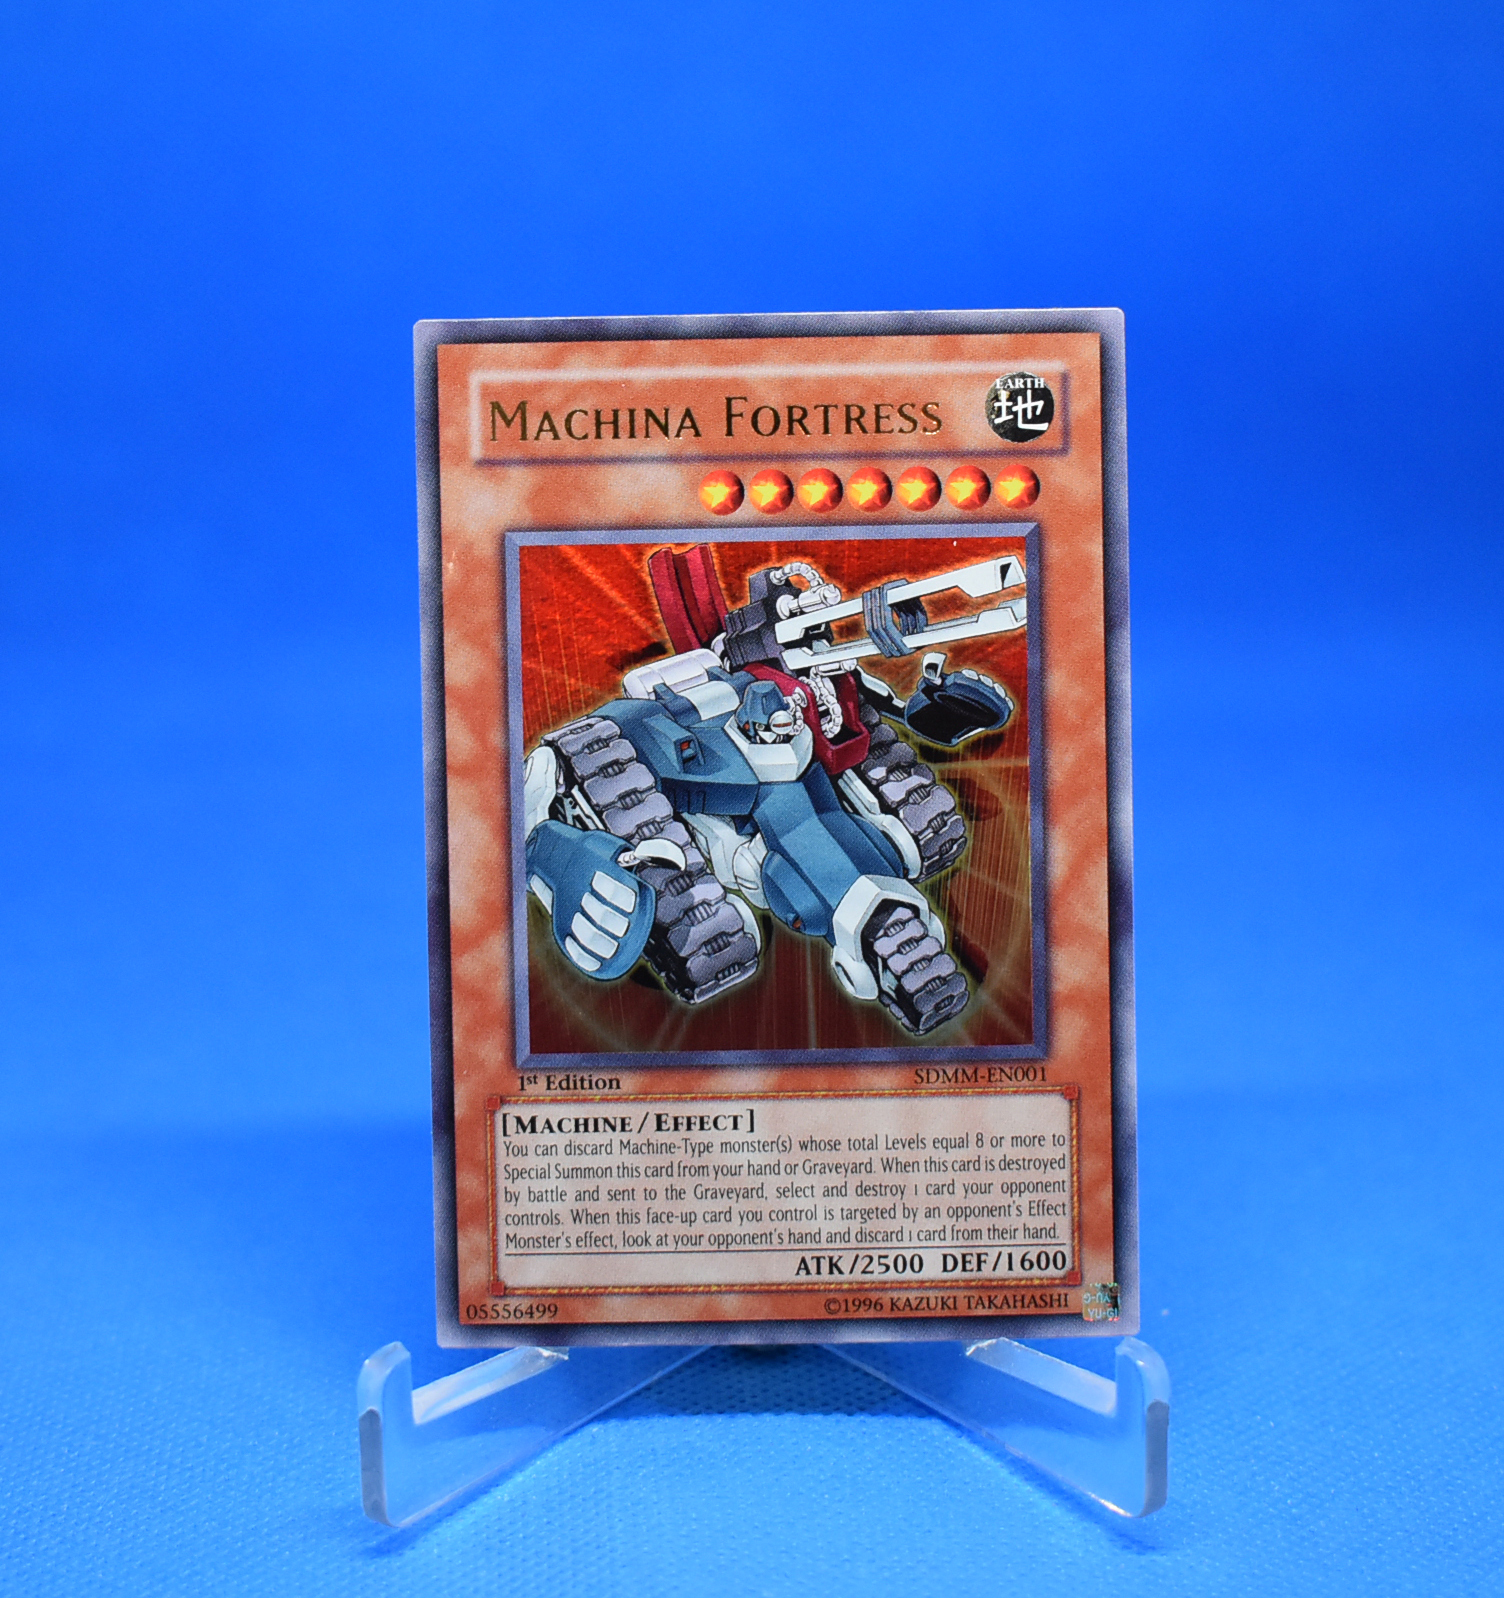 MACHINA FORTRESS
EARTH
地
1st Edition
SDMM-EN001
[MACHINE/EFFECT]
You can discard Machine-Type monster(s) whose total Levels equal 8 or more to
Special Summon this card from your hand or Graveyard. When this card is destroyed
by battle and sent to the Graveyard, select and destroy 1 card your opponent
controls. When this face-up card you control is targeted by an opponent's Effect
Monster's effect, look at your opponent's hand and discard 1 card from their hand.
ATK/2500 DEF/1600
05556499
©1996 KAZUKI TAKAHASHI